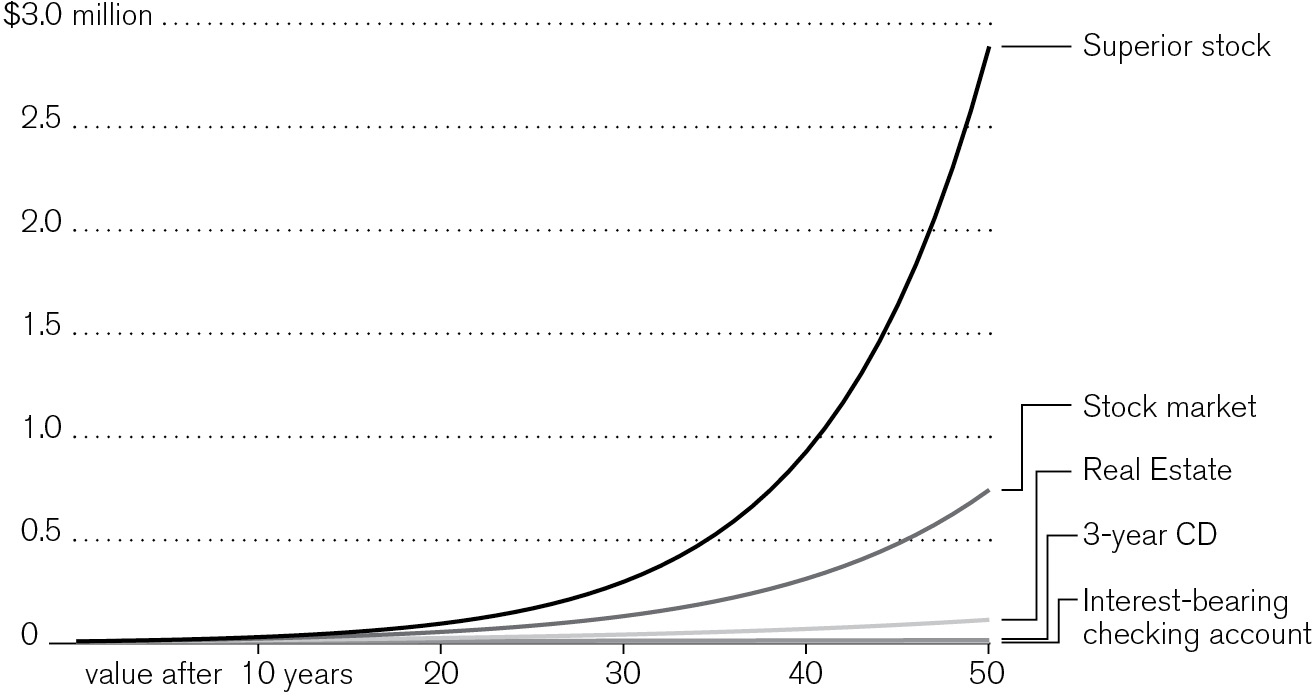 $3.0 million
Superior stock
2.5
2.0
1.5
Stock market
1.0
Real Estate
3-year CD
0.5
Interest-bearing
checking account
0
value after 10 years 20 30 40 50